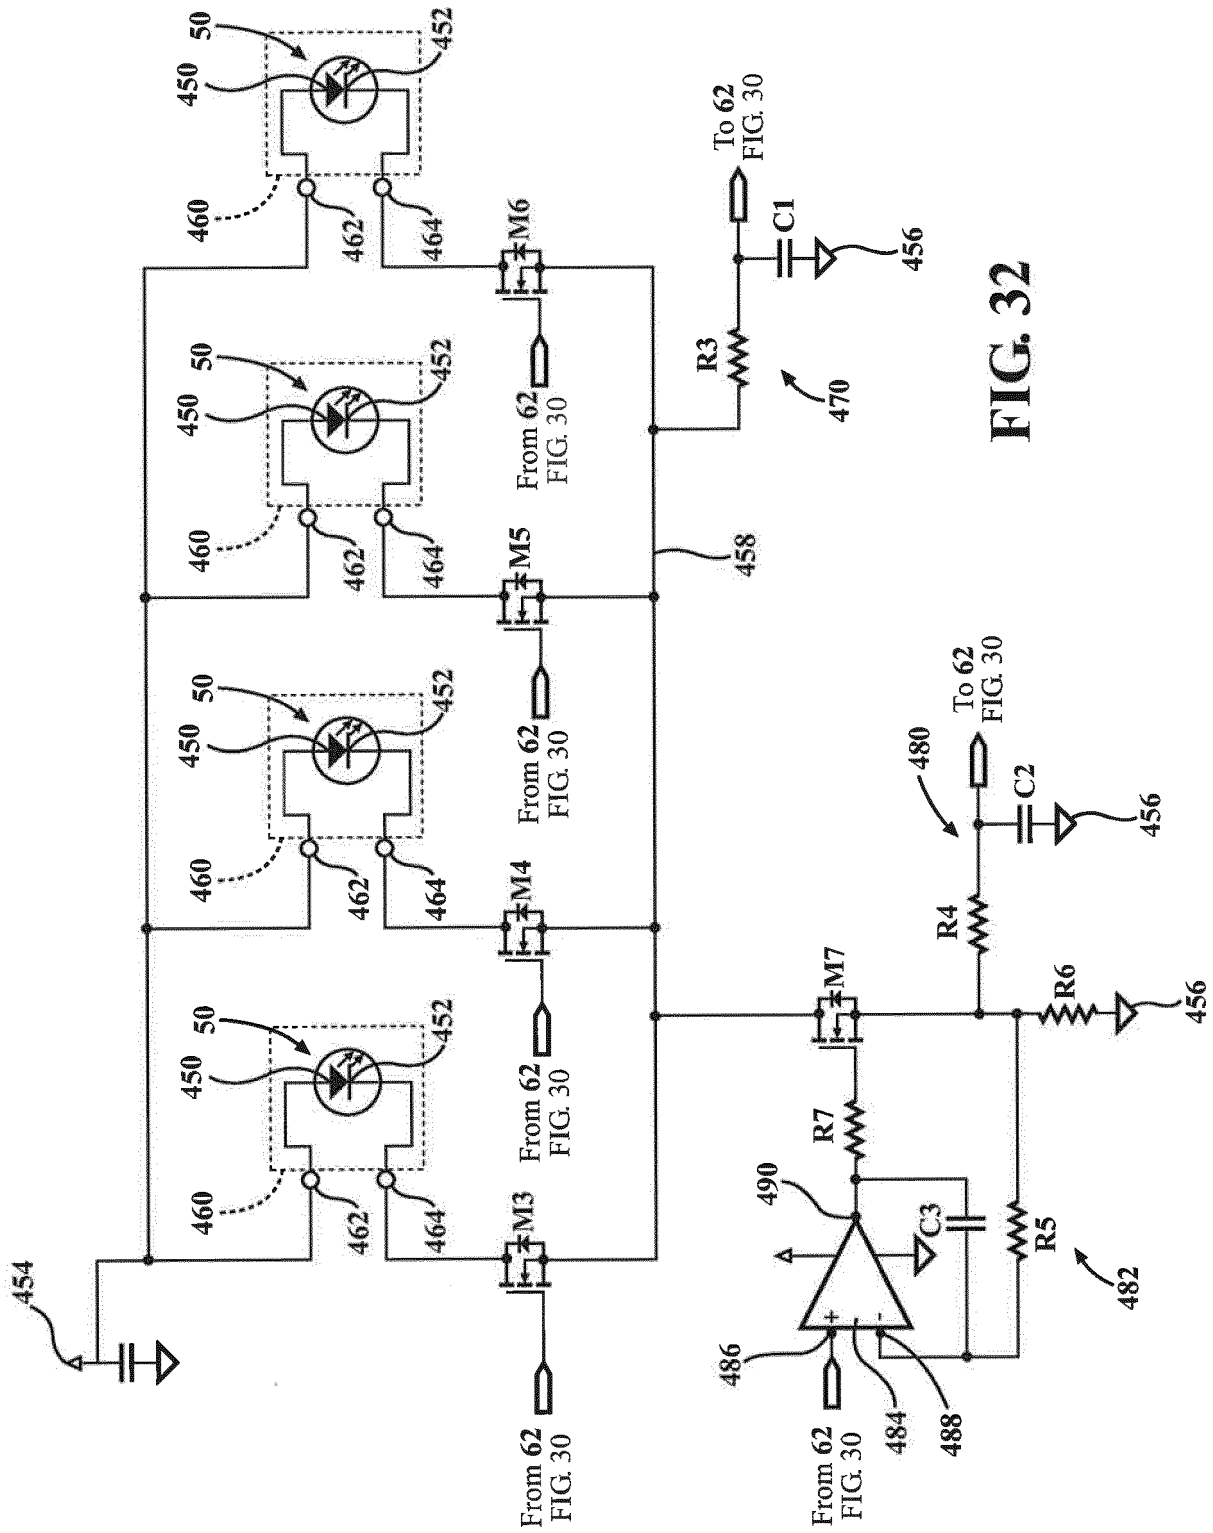 454
460
450
50
452
462
464
M3
From 62
FIG. 30
460
450
50
452
462
464
M4
From 62
FIG. 30
460
450
50
452
462
464
M5
From 62
FIG. 30
460
450
50
452
462
464
M6
From 62
FIG. 30
458
R3
To 62
FIG. 30
C1
456
470
From 62
FIG. 30
486
+
-
484
488
490
R7
M7
C3
R5
482
R6
456
R4
480
To 62
FIG. 30
C2
456
FIG. 32